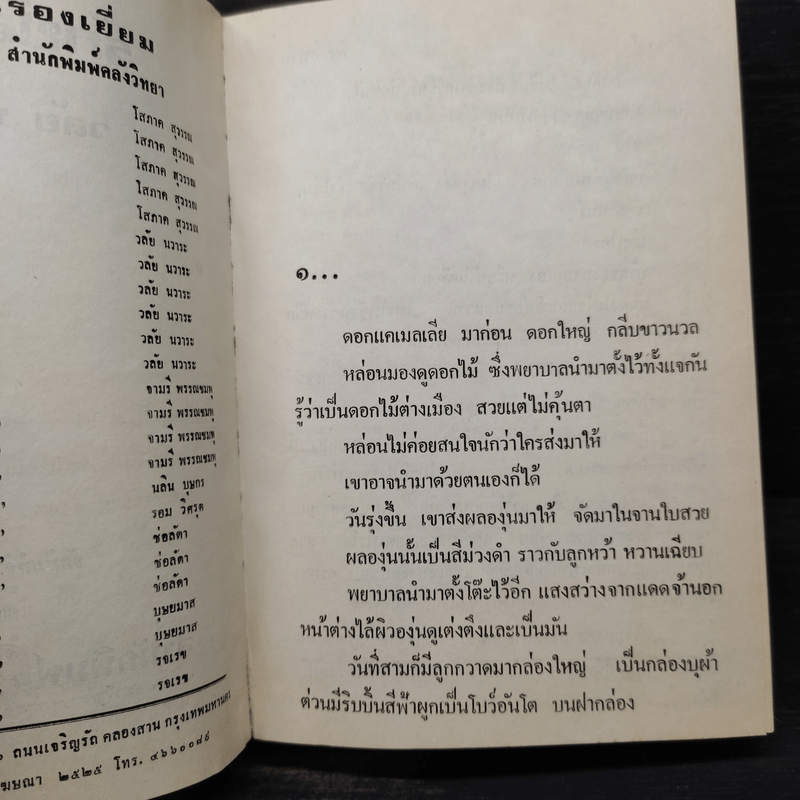 รองเยี่ยม
สำนักพิมพ์คลังวิทยา
โสภาค สุวรรณ
โสภาค สุวรรณ
โสภาค สุวรรณ
โสภาค สุวรรณ
โสภาค สุวรรณ
วลัย นวาระ
วลัย นวาระ
วลัย นวาระ
วลัย นวาระ
วลัย นวาระ
วลัย นวาระ
จามรี พรรณชมพู
จามรี พรรณชมพู
จามรี พรรณชมพู
จามรี พรรณชมพู
นลิน บุษกร
รอม วิศรุต
ช่อลัดา
ช่อลัดา
ช่อลัดา
บุษยมาส
บุษยมาส
รจเรข
รจเรข
ถนนเจริญรัถ คลองสาน กรุงเทพมหานคร
ฆษณา ๒๕๒๕ โทร. ๔๖๖๐๐๘๙
๑...
ดอกแคเมลเลีย มาก่อน ดอกใหญ่ กลีบขาวนวล
หล่อนมองดูดอกไม้ ซึ่งพยาบาลนำมาตั้งไว้ทั้งแจกัน
รู้ว่าเป็นดอกไม้ต่างเมือง สวยแต่ไม่คุ้นตา
หล่อนไม่ค่อยสนใจนักว่าใครส่งมาให้
เขาอาจนำมาด้วยตนเองก็ได้
วันรุ่งขึ้น เขาส่งผลองุ่นมาให้ จัดมาในจานใบสวย
ผลองุ่นนั้นเป็นสีม่วงดำ ราวกับลูกหว้า หวานเฉียบ
พยาบาลนำมาตั้งโต๊ะไว้อีก แสงสว่างจากแดดจ้านอก
หน้าต่างไล้ผิวองุ่นดูเต่งตึงและเป็นมัน
วันที่สามก็มีลูกกวาดมากล่องใหญ่ เป็นกล่องบุผ้า
ต่วนมีริบบิ้นสีฟ้าผูกเป็นโบว์อันโต บนฝากล่อง